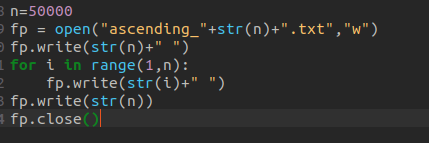 n=50000
fp = open("ascending_"+str(n)+".txt","w")
fp.write(str(n)+" ")
for i in range(1,n):
    fp.write(str(i)+" ")
fp.write(str(n))
fp.close()